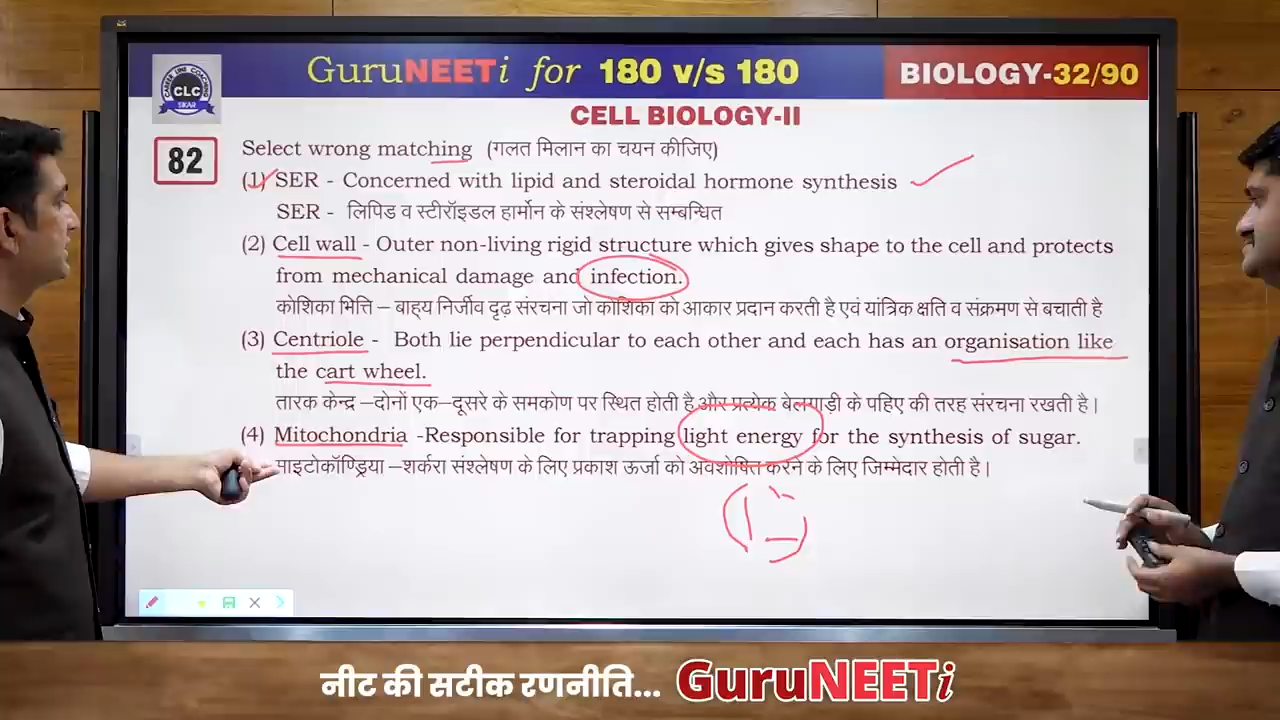 GuruNEETi for 180 v/s 180
BIOLOGY-32/90
CAREER LINE COACHING
CLC
SIKAR
CELL BIOLOGY-II
82
Select wrong matching (गलत मिलान का चयन कीजिए)
(1) SER - Concerned with lipid and steroidal hormone synthesis
SER - लिपिड व स्टीरॉइडल हार्मोन के संश्लेषण से सम्बन्धित
(2) Cell wall - Outer non-living rigid structure which gives shape to the cell and protects
from mechanical damage and infection.
कोशिका भित्ति – बाह्य निर्जीव दृढ़ संरचना जो कोशिका को आकार प्रदान करती है एवं यांत्रिक क्षति व संक्रमण से बचाती है
(3) Centriole - Both lie perpendicular to each other and each has an organisation like
the cart wheel.
तारक केन्द्र –दोनों एक–दूसरे के समकोण पर स्थित होती है और प्रत्येक बेलगाड़ी के पहिए की तरह संरचना रखती है।
(4) Mitochondria -Responsible for trapping light energy for the synthesis of sugar.
माइटोकॉण्ड्रिया –शर्करा संश्लेषण के लिए प्रकाश ऊर्जा को अवशोषित करने के लिए जिम्मेदार होती है।
नीट की सटीक रणनीति... GuruNEETi